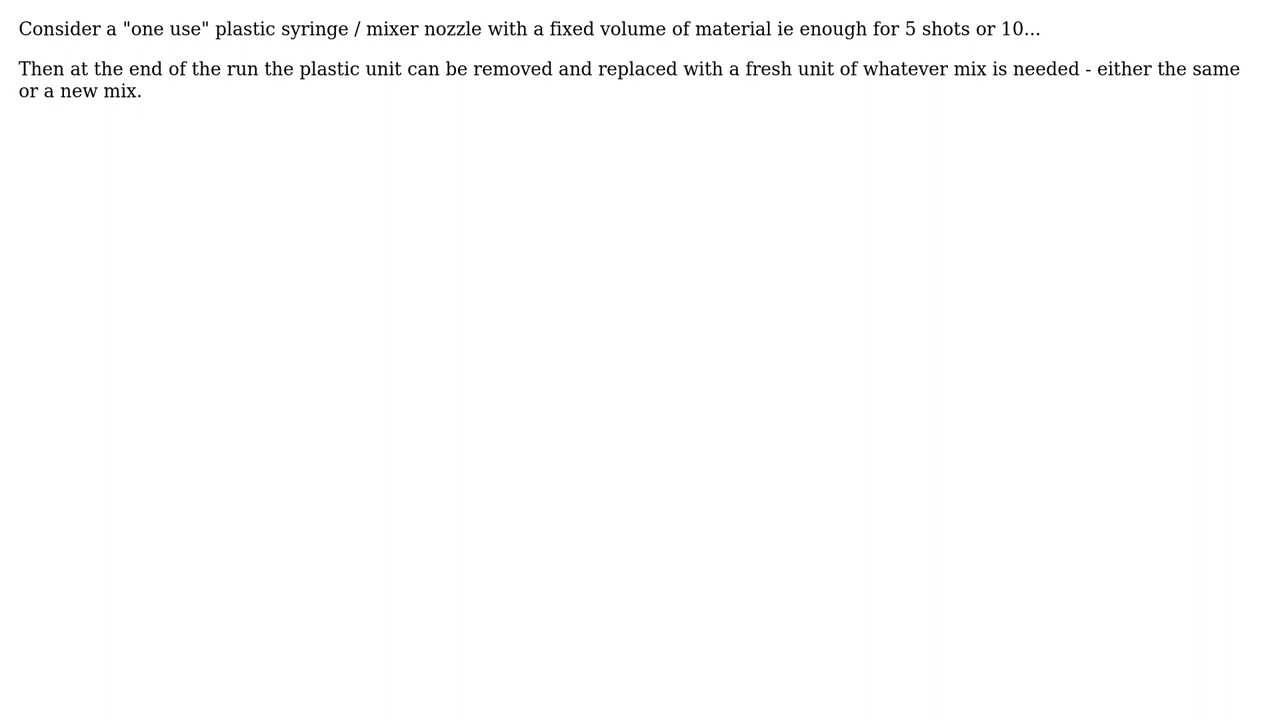 Consider a "one use" plastic syringe / mixer nozzle with a fixed volume of material ie enough for 5 shots or 10...
Then at the end of the run the plastic unit can be removed and replaced with a fresh unit of whatever mix is needed - either the same
or a new mix.